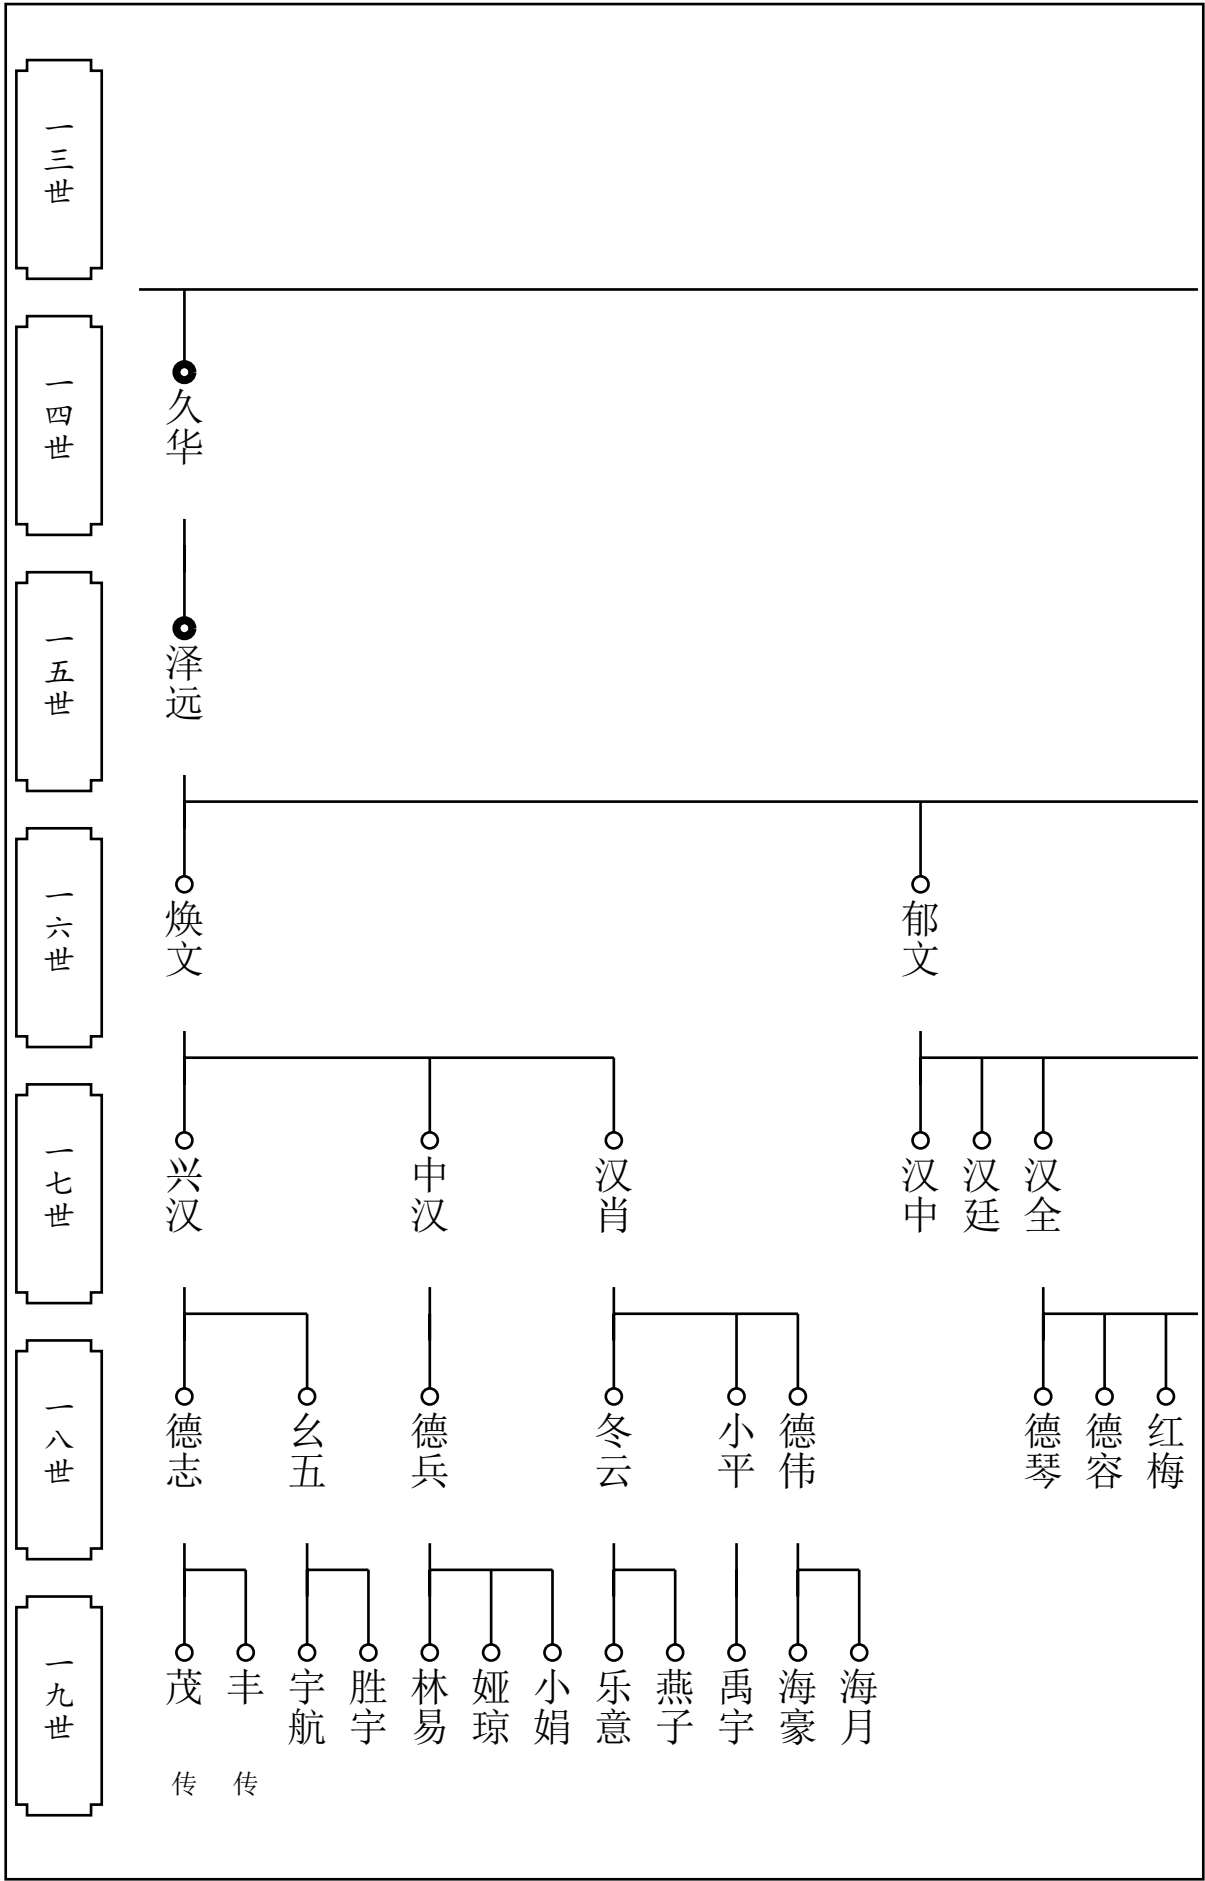 一三世
一四世
久华
一五世
泽远
一六世
焕文
郁文
一七世
兴汉
中汉
汉肖
汉中
汉廷
汉全
一八世
德志
幺五
德兵
冬云
小平
德伟
德琴
德容
红梅
一九世
茂
丰
宇航
胜宇
林易
娅琼
小娟
乐意
燕子
禹宇
海豪
海月
传
传